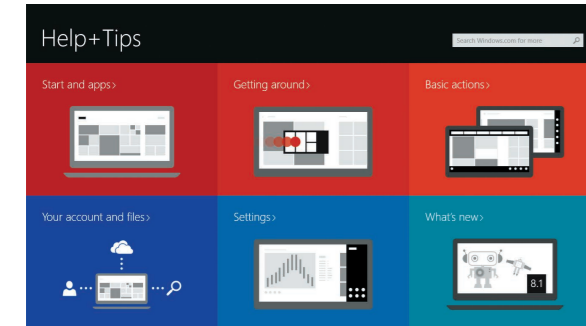 Help+Tips
Search Windows.com for more
Start and apps>
Getting around>
Basic actions>
Your account and files>
Settings>
What's new>
8.1